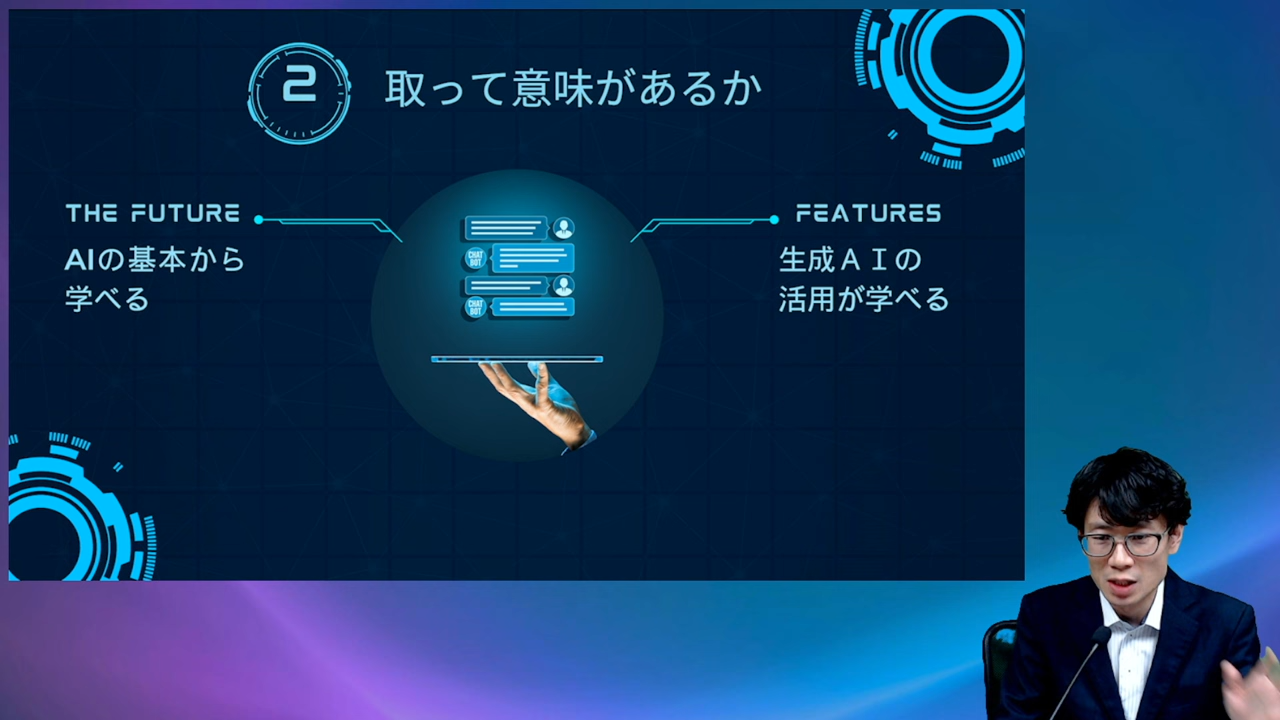 2
取って意味があるか
THE FUTURE
AIの基本から
学べる
FEATURES
生成ＡＩの
活用が学べる
CHAT
BOT
CHAT
BOT